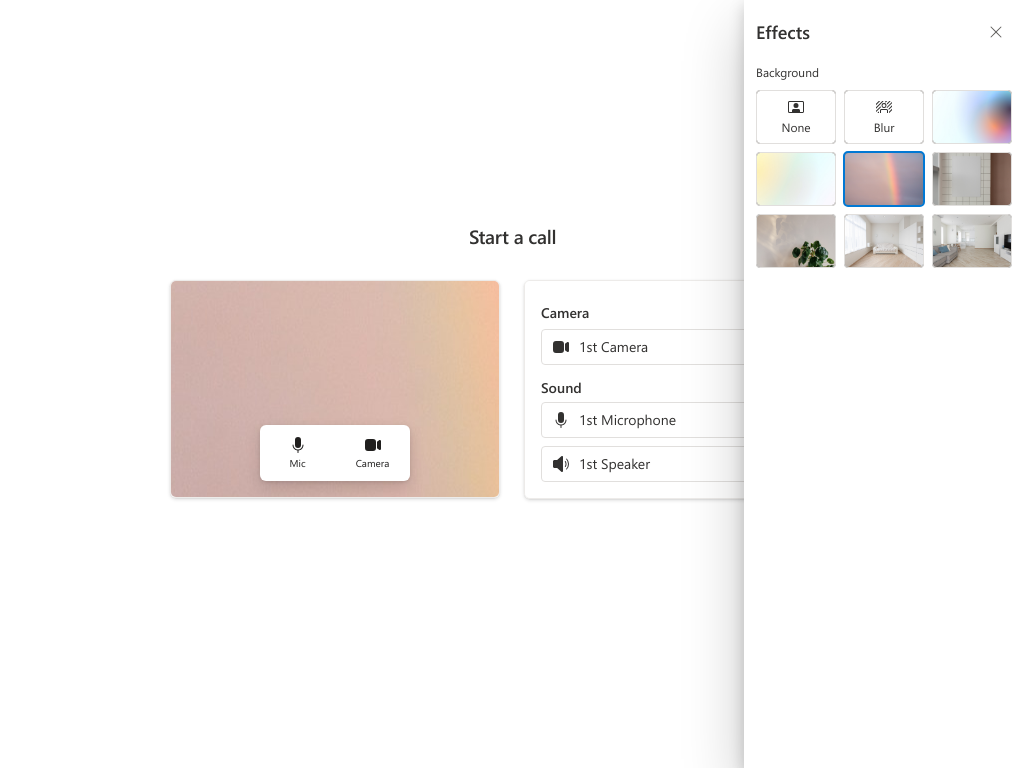 Effects
Background
None
Blur
Start a call
Mic
Camera
Camera
1st Camera
Sound
1st Microphone
1st Speaker